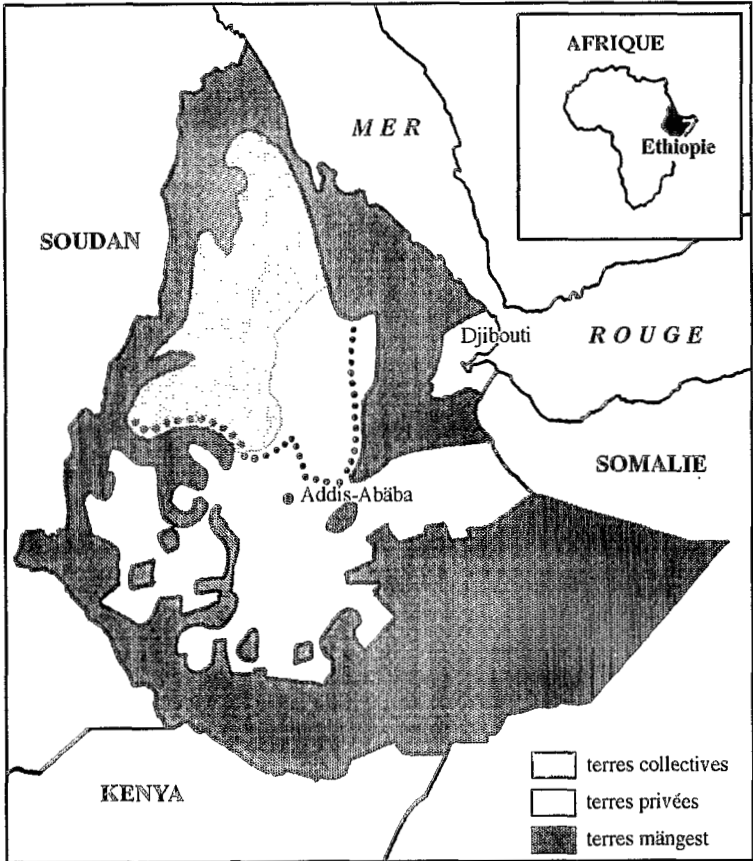 AFRIQUE
Ethiopie
MER
SOUDAN
Djibouti
ROUGE
SOMALIE
Addis-Abäba
KENYA
terres collectives
terres privées
terres mängest